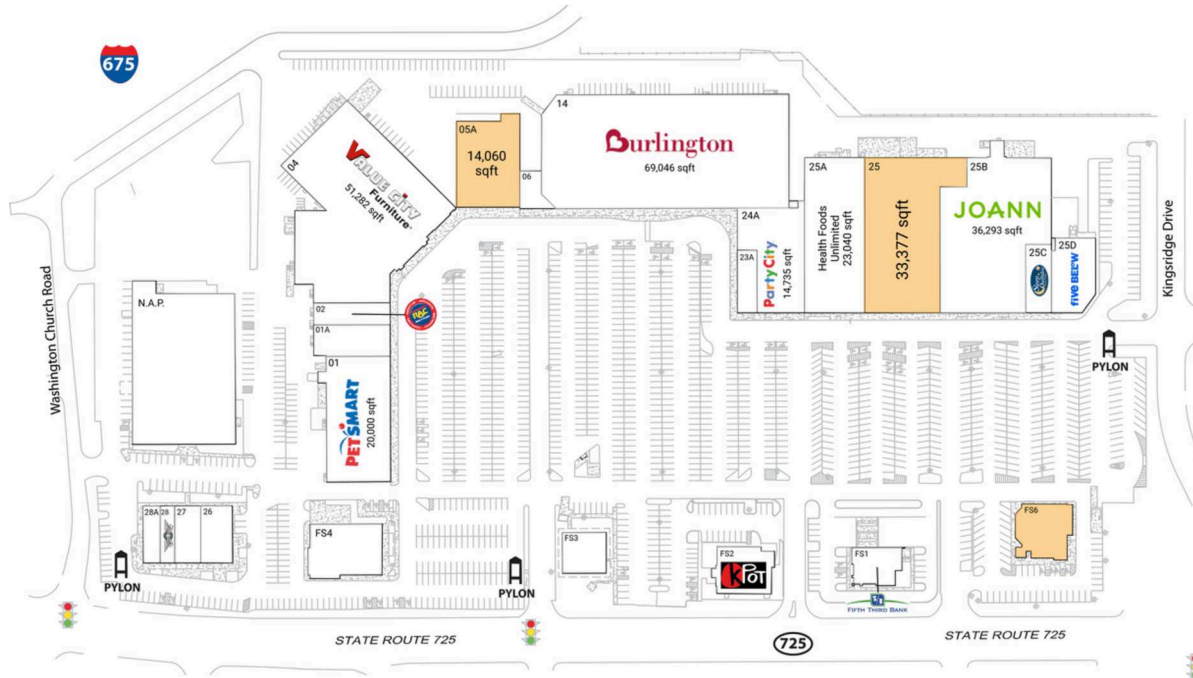 675
14
Burlington
69,046 sqft
05A
14,060
sqft
06
04
VALUE CITY
Furniture
51,282 sqft
25A
Health Foods
Unlimited
23,040 sqft
25
33,377 sqft
25B
JOANN
36,293 sqft
24A
23A
Party City
14,735 sqft
25C
25D
five BEL°W
Kingsridge Drive
Washington Church Road
N.A.P.
02
RAC
01A
01
PETSMART
20,000 sqft
PYLON
28A
28
27
26
FS4
FS3
FS2
KPOT
FS1
FIFTH THIRD BANK
FS6
PYLON
PYLON
STATE ROUTE 725
725
STATE ROUTE 725